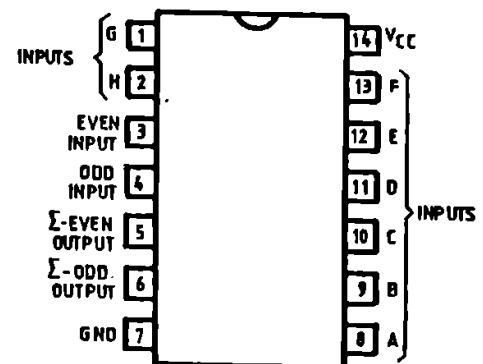 INPUTS
G 1
H 2
EVEN
INPUT 3
ODD
INPUT 4
Σ-EVEN
OUTPUT 5
Σ-ODD
OUTPUT 6
GND 7
14 VCC
13 F
12 E
11 D
10 C
9 B
8 A
INPUTS